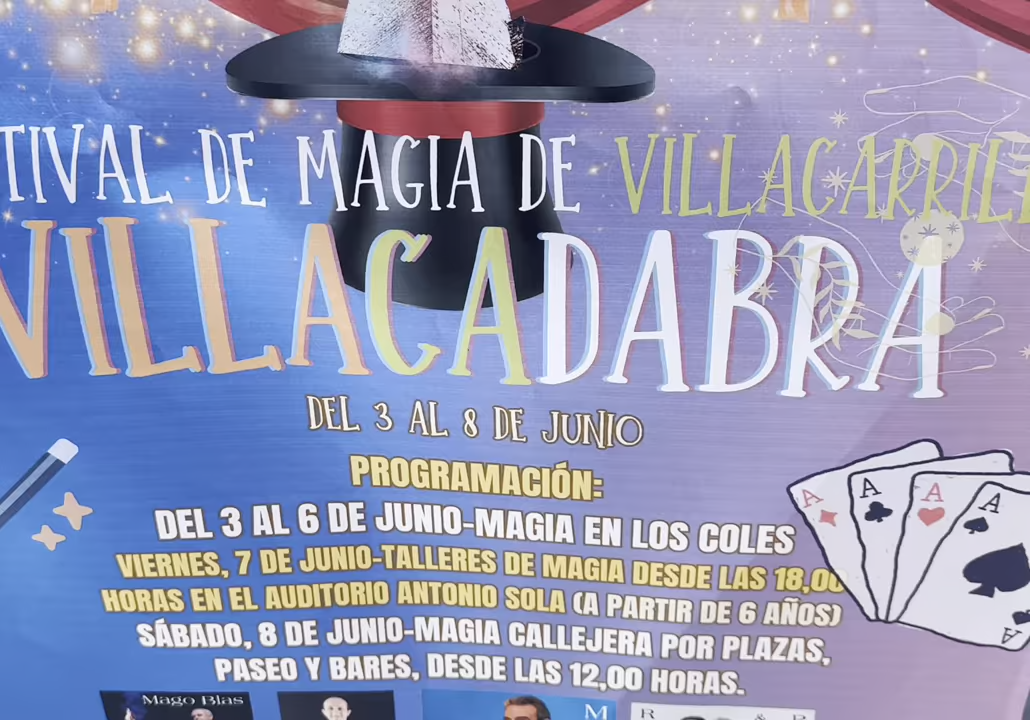 TIVAL DE MAGIA DE VILLACARRIL
VILLACADABRA
DEL 3 AL 8 DE JUNIO
PROGRAMACIÓN:
DEL 3 AL 6 DE JUNIO-MAGIA EN LOS COLES
VIERNES, 7 DE JUNIO-TALLERES DE MAGIA DESDE LAS 18,00
HORAS EN EL AUDITORIO ANTONIO SOLA (A PARTIR DE 6 AÑOS)
SÁBADO, 8 DE JUNIO-MAGIA CALLEJERA POR PLAZAS,
PASEO Y BARES, DESDE LAS 12,00 HORAS.
A A A A
A
Mago Blas
M
R & P